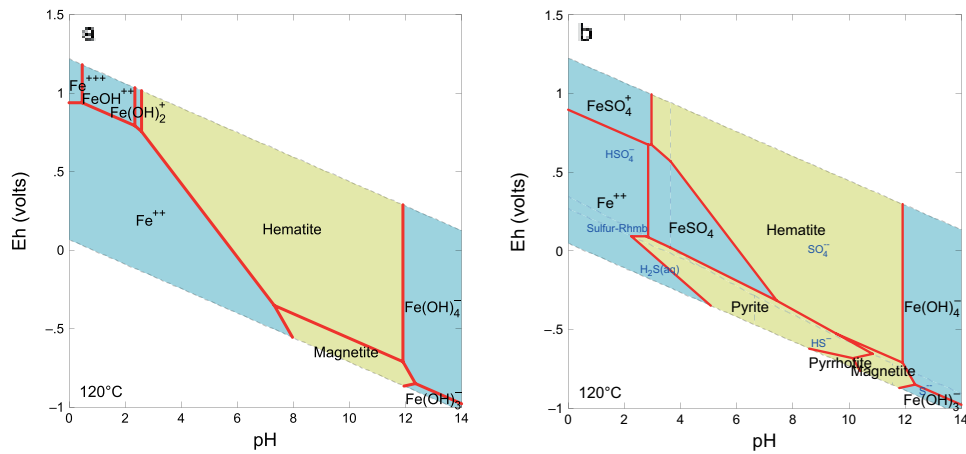 a
1.5
1
.5
0
−.5
−1
Eh (volts)
Fe+++
FeOH++
Fe(OH)2+
Fe++
Hematite
Fe(OH)4−
Magnetite
Fe(OH)3−
120°C
0 2 4 6 8 10 12 14
pH
b
1.5
1
.5
0
−.5
−1
Eh (volts)
FeSO4+
HSO4−
Fe++
Sulfur-Rhmb
FeSO4
Hematite
SO4−−
H2S(aq)
Pyrite
Fe(OH)4−
HS−
Pyrrhotite
Magnetite
S−−
Fe(OH)3−
120°C
0 2 4 6 8 10 12 14
pH